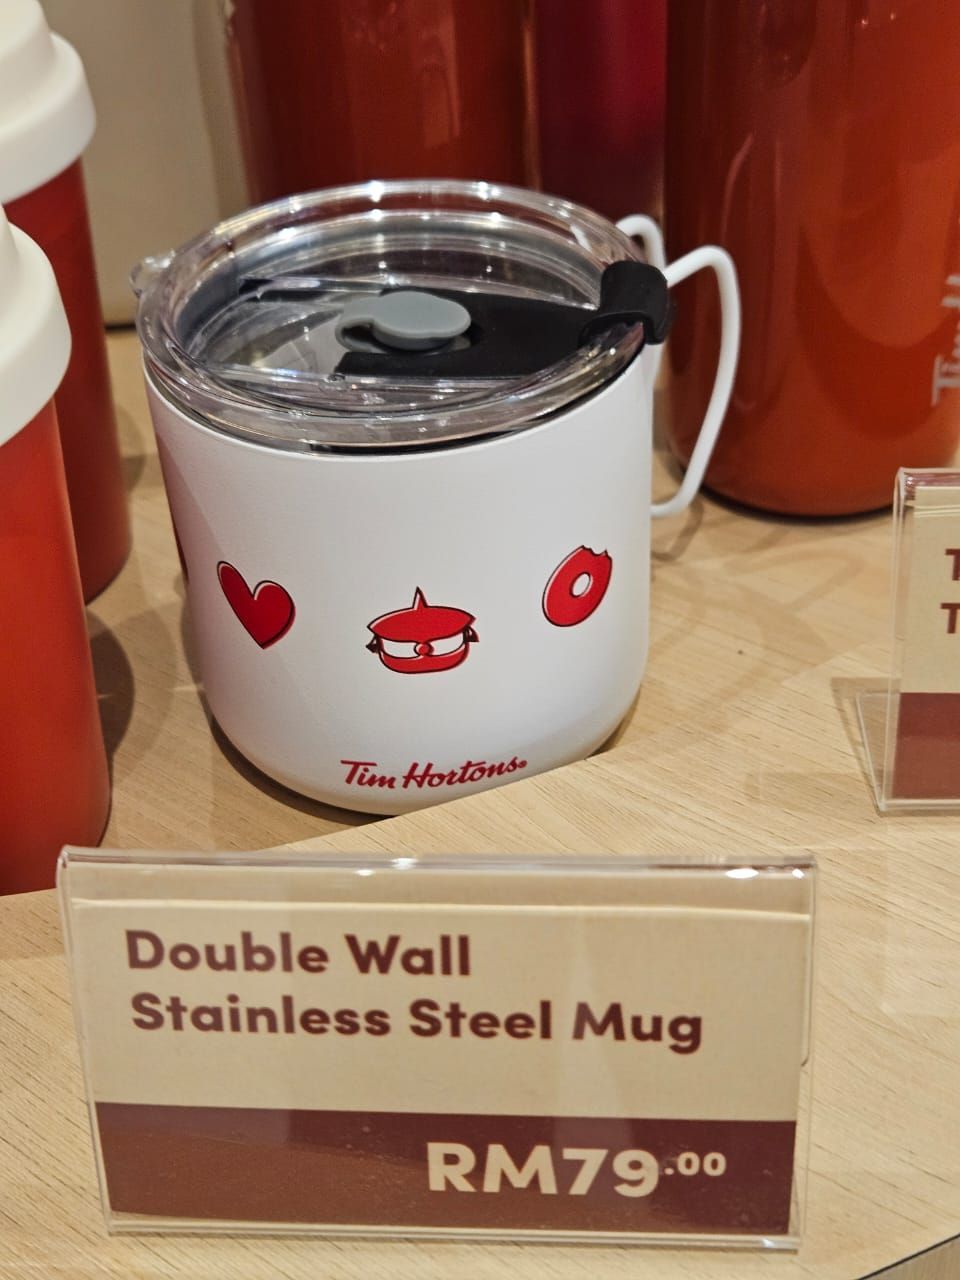 Tim Hortons®
Double Wall
Stainless Steel Mug
RM79.00